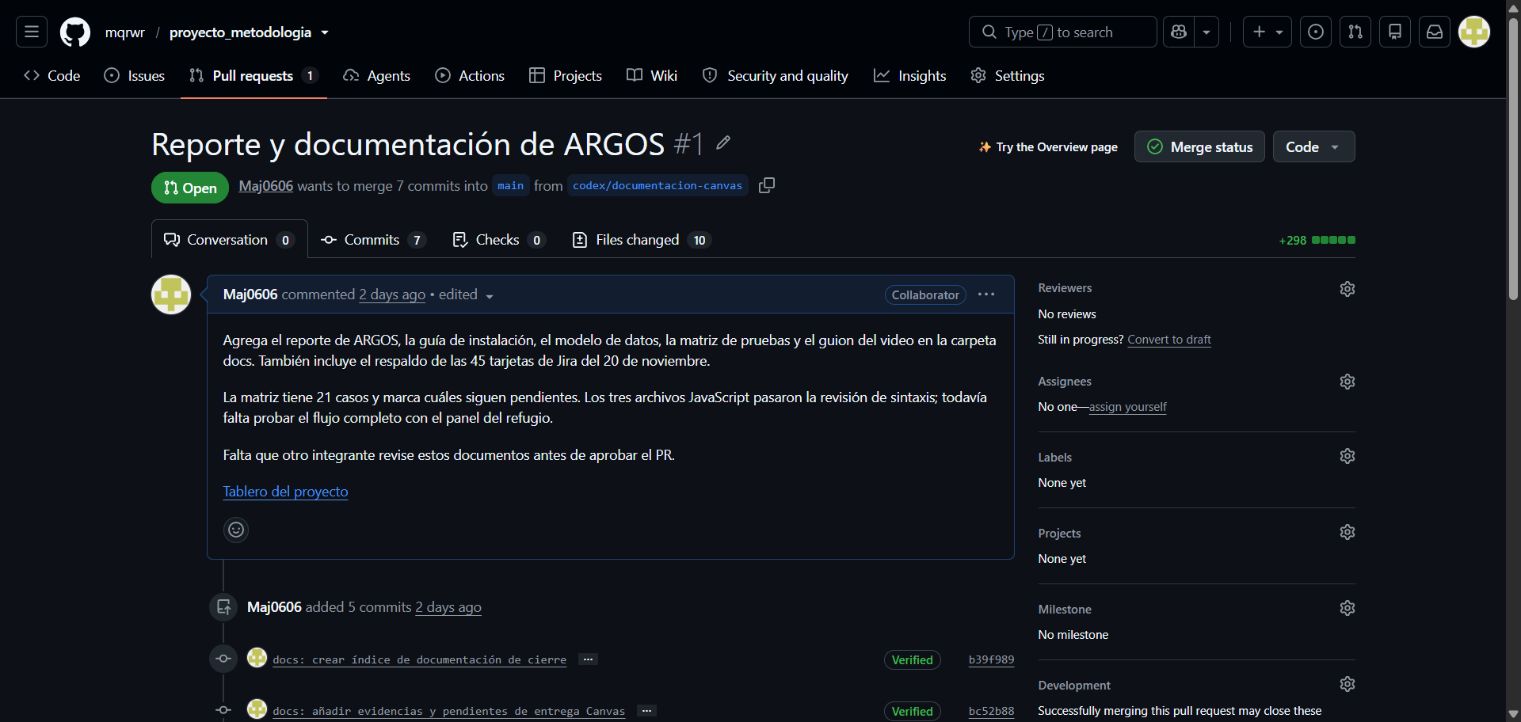 mqrwr / proyecto_metodologia
Type / to search
Code
Issues
Pull requests 1
Agents
Actions
Projects
Wiki
Security and quality
Insights
Settings
Reporte y documentación de ARGOS #1
✨ Try the Overview page
Merge status
Code
Open
Maj0606 wants to merge 7 commits into main from codex/documentacion-canvas
Conversation 0
Commits 7
Checks 0
Files changed 10
+298
Maj0606 commented 2 days ago • edited
Collaborator
Agrega el reporte de ARGOS, la guía de instalación, el modelo de datos, la matriz de pruebas y el guion del video en la carpeta
docs. También incluye el respaldo de las 45 tarjetas de Jira del 20 de noviembre.
La matriz tiene 21 casos y marca cuáles siguen pendientes. Los tres archivos JavaScript pasaron la revisión de sintaxis; todavía
falta probar el flujo completo con el panel del refugio.
Falta que otro integrante revise estos documentos antes de aprobar el PR.
Tablero del proyecto
Maj0606 added 5 commits 2 days ago
docs: crear índice de documentación de cierre
Verified
b39f989
docs: añadir evidencias y pendientes de entrega Canvas
Verified
bc52b88
Reviewers
No reviews
Still in progress? Convert to draft
Assignees
No one—assign yourself
Labels
None yet
Projects
None yet
Milestone
No milestone
Development
Successfully merging this pull request may close these